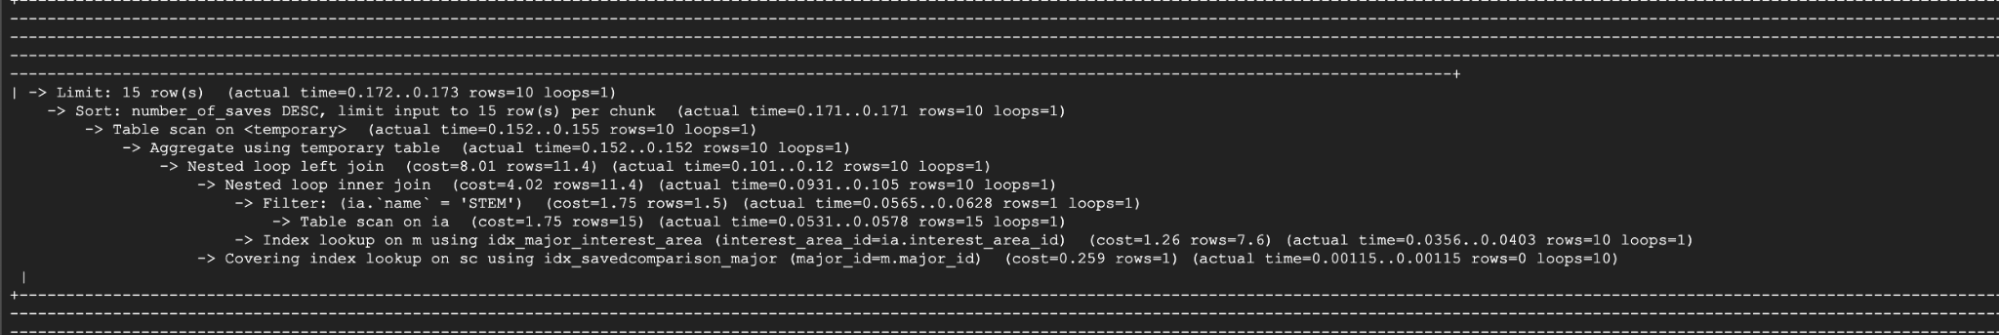 | -> Limit: 15 row(s)  (actual time=0.172..0.173 rows=10 loops=1)
    -> Sort: number_of_saves DESC, limit input to 15 row(s) per chunk  (actual time=0.171..0.171 rows=10 loops=1)
        -> Table scan on <temporary>  (actual time=0.152..0.155 rows=10 loops=1)
            -> Aggregate using temporary table  (actual time=0.152..0.152 rows=10 loops=1)
                -> Nested loop left join  (cost=8.01 rows=11.4) (actual time=0.101..0.12 rows=10 loops=1)
                    -> Nested loop inner join  (cost=4.02 rows=11.4) (actual time=0.0931..0.105 rows=10 loops=1)
                        -> Filter: (ia.`name` = 'STEM')  (cost=1.75 rows=1.5) (actual time=0.0565..0.0628 rows=1 loops=1)
                            -> Table scan on ia  (cost=1.75 rows=15) (actual time=0.0531..0.0578 rows=15 loops=1)
                        -> Index lookup on m using idx_major_interest_area (interest_area_id=ia.interest_area_id)  (cost=1.26 rows=7.6) (actual time=0.0356..0.0403 rows=10 loops=1)
                    -> Covering index lookup on sc using idx_savedcomparison_major (major_id=m.major_id)  (cost=0.259 rows=1) (actual time=0.00115..0.00115 rows=0 loops=10)
 |